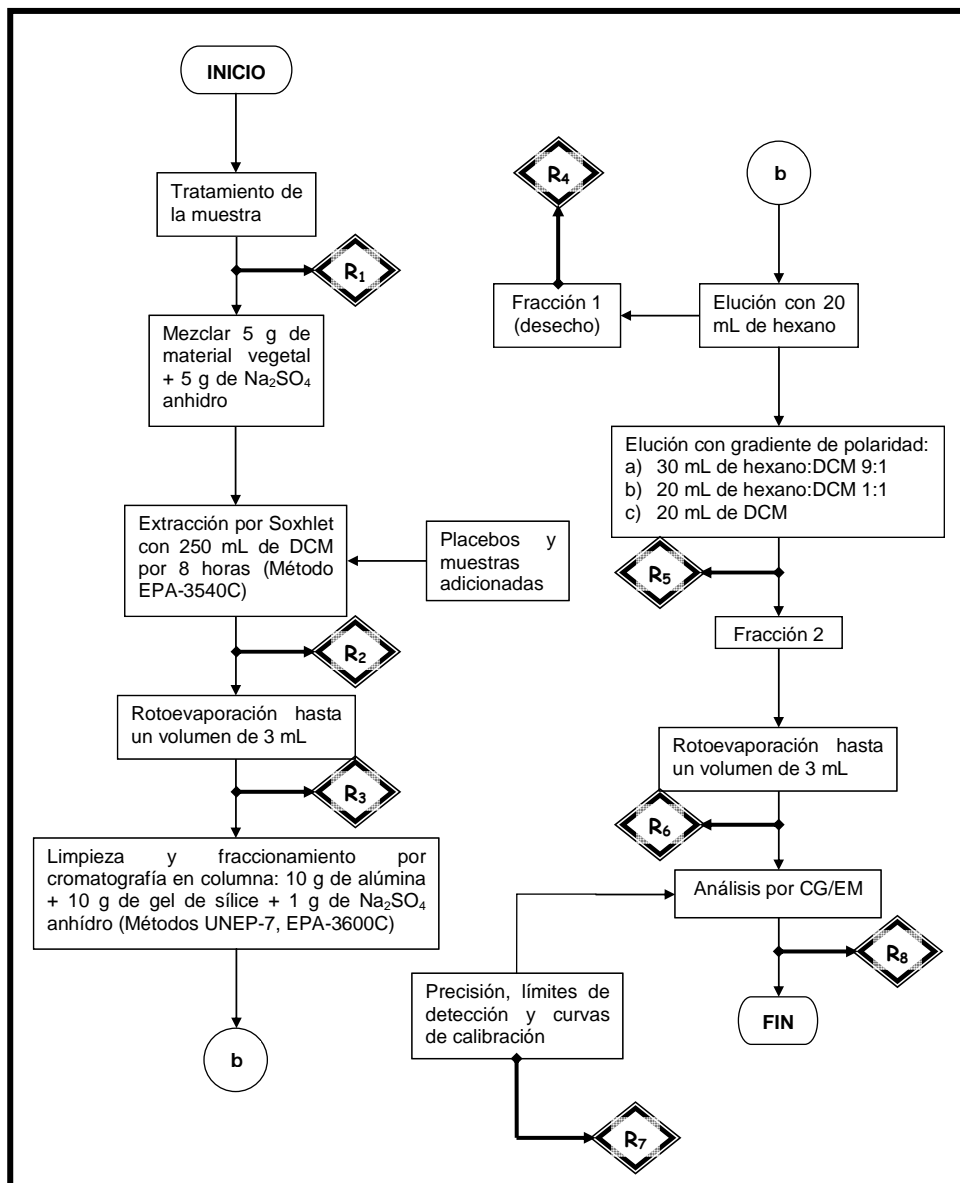 INICIO
Tratamiento de
la muestra
R₁
Mezclar 5 g de
material vegetal
+ 5 g de Na₂SO₄
anhidro
Extracción por Soxhlet
con 250 mL de DCM
por 8 horas (Método
EPA-3540C)
Placebos y
muestras
adicionadas
R₂
Rotoevaporación hasta
un volumen de 3 mL
R₃
Limpieza y fraccionamiento por
cromatografía en columna: 10 g de alúmina
+ 10 g de gel de sílice + 1 g de Na₂SO₄
anhídro (Métodos UNEP-7, EPA-3600C)
b
b
Elución con 20
mL de hexano
Fracción 1
(desecho)
R₄
Elución con gradiente de polaridad:
a) 30 mL de hexano:DCM 9:1
b) 20 mL de hexano:DCM 1:1
c) 20 mL de DCM
R₅
Fracción 2
Rotoevaporación hasta
un volumen de 3 mL
R₆
Análisis por CG/EM
R₈
Precisión, límites de
detección y curvas
de calibración
R₇
FIN